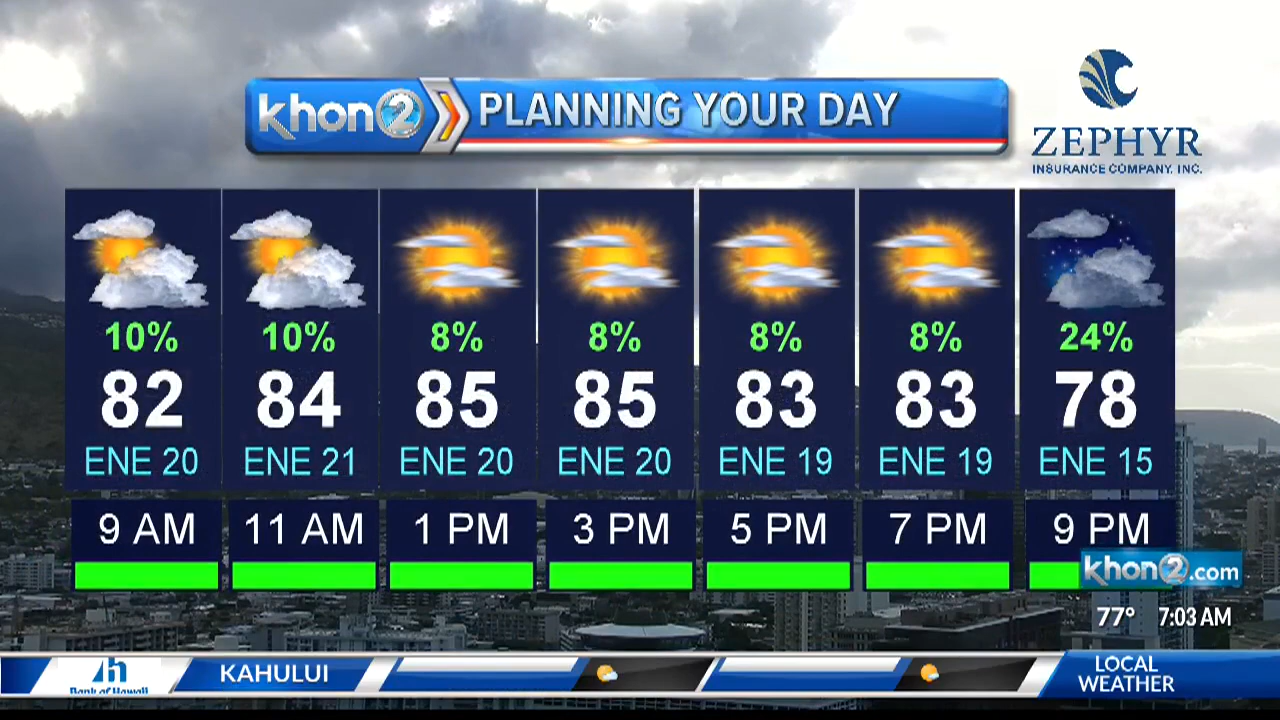 khon2 PLANNING YOUR DAY
ZEPHYR
INSURANCE COMPANY, INC.
10% 10% 8% 8% 8% 8% 24%
82 84 85 85 83 83 78
ENE 20 ENE 21 ENE 20 ENE 20 ENE 19 ENE 19 ENE 15
9 AM 11 AM 1 PM 3 PM 5 PM 7 PM 9 PM
khon2.com
77° 7:03 AM
Bank of Hawaii
KAHULUI
LOCAL
WEATHER